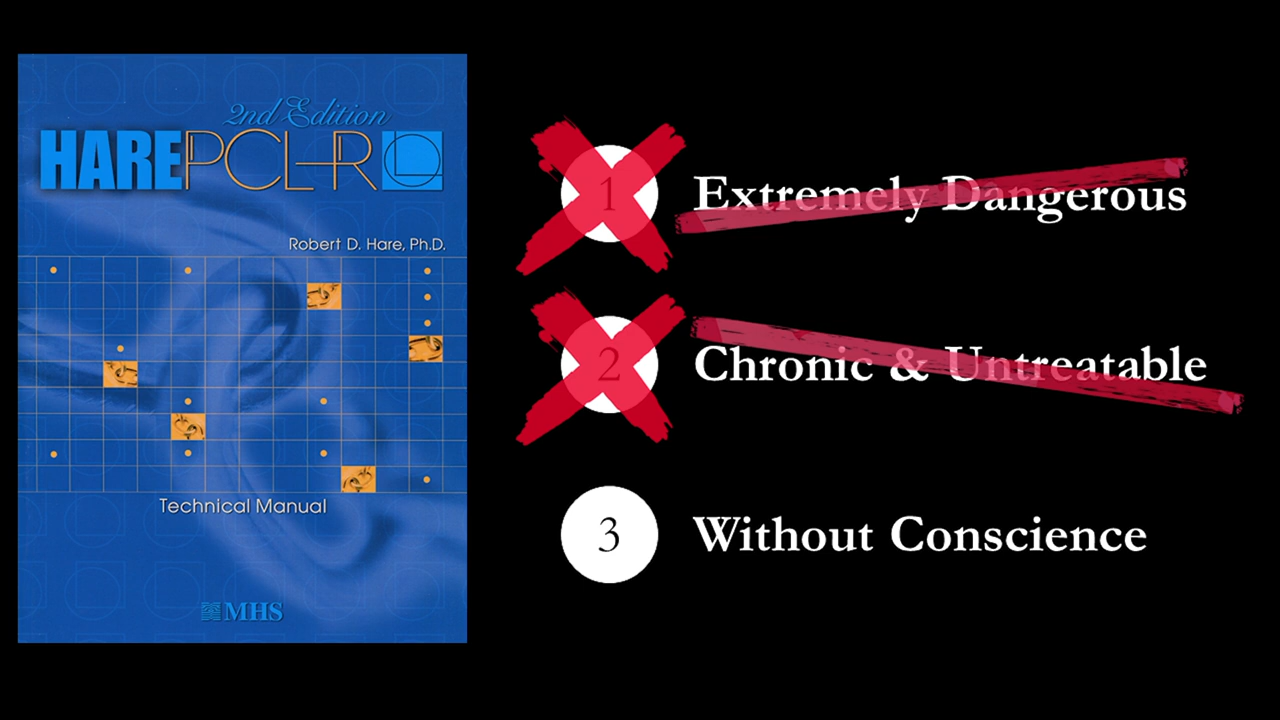 2nd Edition
HARE PCL-R
Robert D. Hare, Ph.D.
Technical Manual
MHS
1 Extremely Dangerous
2 Chronic & Untreatable
3 Without Conscience